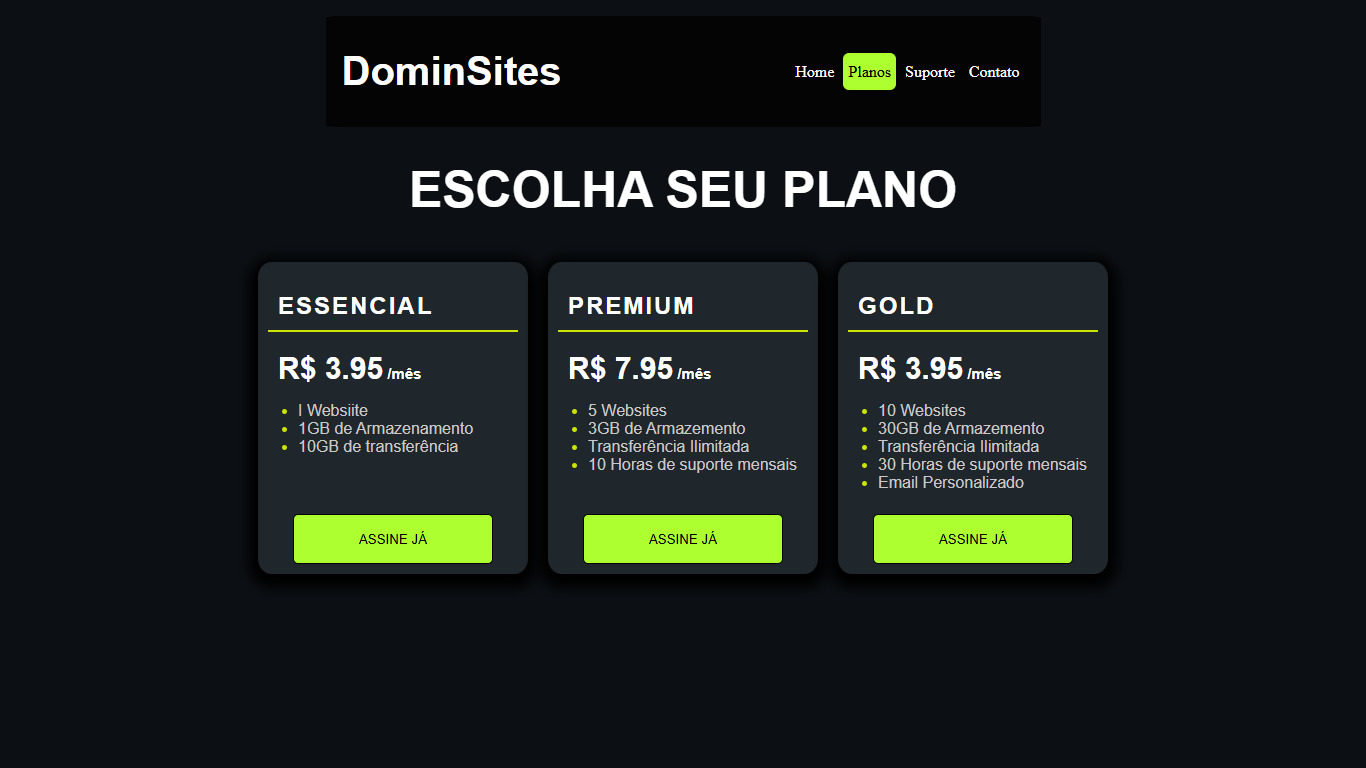 DominSites
Home Planos Suporte Contato
ESCOLHA SEU PLANO
ESSENCIAL
R$ 3.95 /mês
I Websiite
1GB de Armazenamento
10GB de transferência
ASSINE JÁ
PREMIUM
R$ 7.95 /mês
5 Websites
3GB de Armazemento
Transferência Ilimitada
10 Horas de suporte mensais
ASSINE JÁ
GOLD
R$ 3.95 /mês
10 Websites
30GB de Armazemento
Transferência Ilimitada
30 Horas de suporte mensais
Email Personalizado
ASSINE JÁ